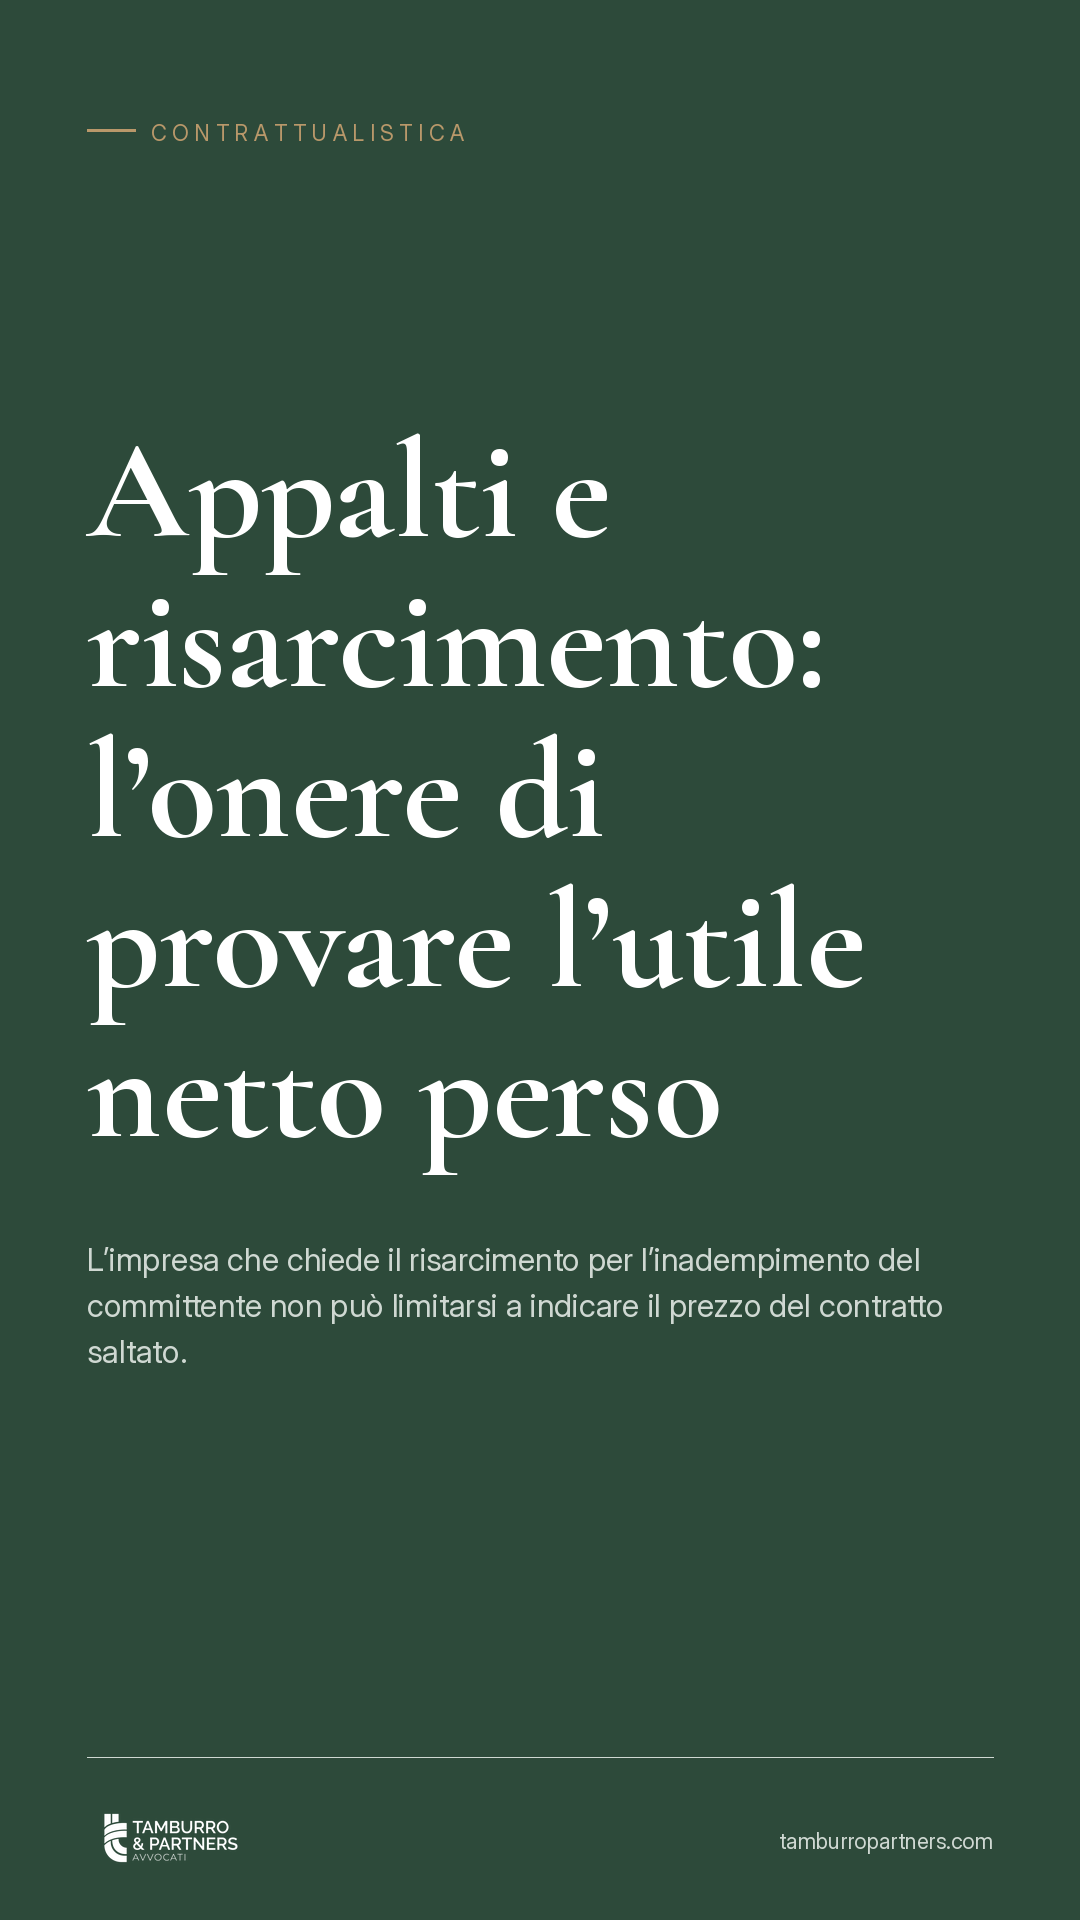 CONTRATTUALISTICA
Appalti e
risarcimento:
l’onere di
provare l’utile
netto perso
L’impresa che chiede il risarcimento per l’inadempimento del
committente non può limitarsi a indicare il prezzo del contratto
saltato.
TAMBURRO
& PARTNERS
AVVOCATI
tamburropartners.com